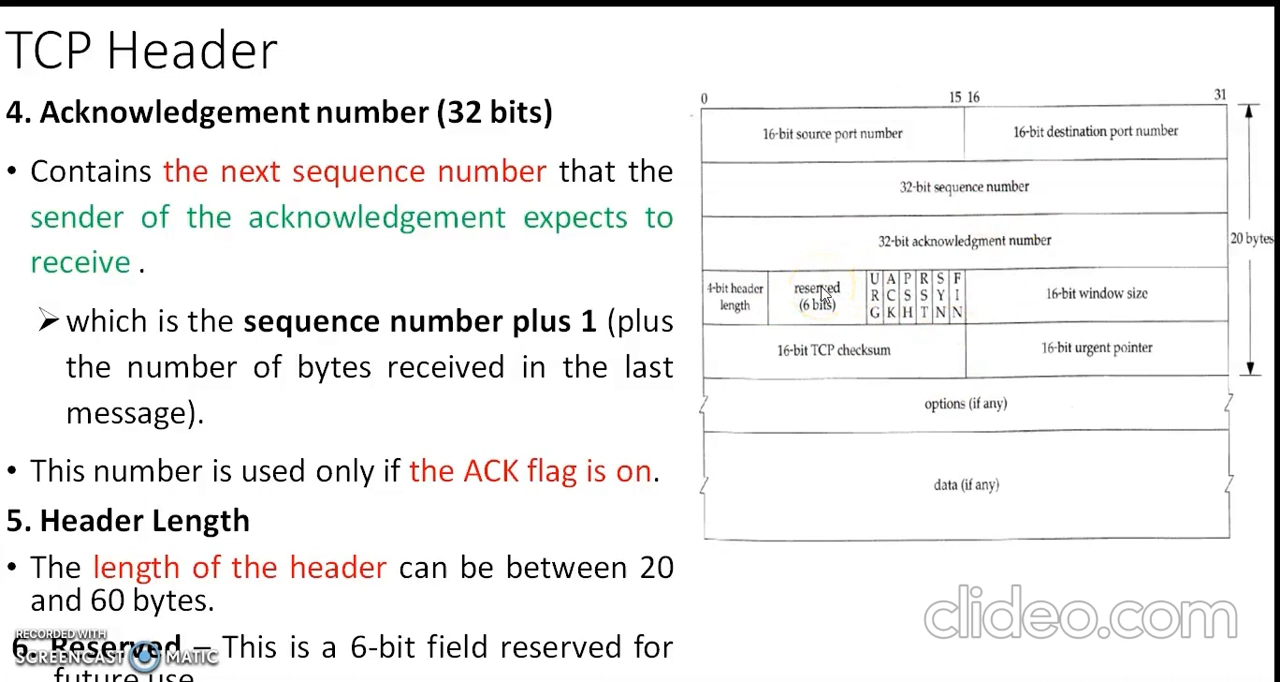 TCP Header
4. Acknowledgement number (32 bits)
• Contains the next sequence number that the
sender of the acknowledgement expects to
receive .
➢ which is the sequence number plus 1 (plus
the number of bytes received in the last
message).
• This number is used only if the ACK flag is on.
5. Header Length
• The length of the header can be between 20
and 60 bytes.
6. Reserved – This is a 6-bit field reserved for
future use
RECORDED WITH
SCREENCAST MATIC
0 15 16 31
16-bit source port number 16-bit destination port number
32-bit sequence number
32-bit acknowledgment number
20 bytes
4-bit header
length
reserved
(6 bits)
U A P R S F
R C S S Y I
G K H T N N
16-bit window size
16-bit TCP checksum 16-bit urgent pointer
options (if any)
data (if any)
clideo.com